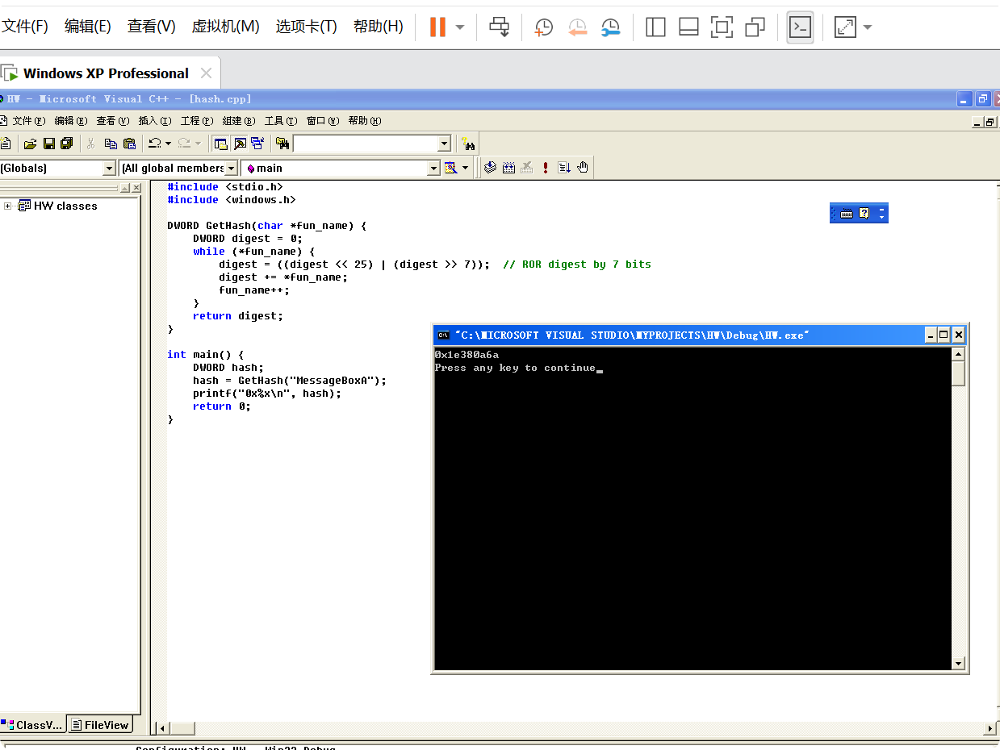 文件(F) 编辑(E) 查看(V) 虚拟机(M) 选项卡(T) 帮助(H)
Windows XP Professional
HW - Microsoft Visual C++ - [hash.cpp]
文件(F) 编辑(E) 查看(V) 插入(I) 工程(P) 组建(B) 工具(T) 窗口(W) 帮助(H)
(Globals) (All global members main
HW classes
#include <stdio.h>
#include <windows.h>
DWORD GetHash(char *fun_name) {
DWORD digest = 0;
while (*fun_name) {
digest = ((digest << 25) | (digest >> 7)); // ROR digest by 7 bits
digest += *fun_name;
fun_name++;
}
return digest;
}
int main() {
DWORD hash;
hash = GetHash("MessageBoxA");
printf("0x%x\n", hash);
return 0;
}
"C:\MICROSOFT VISUAL STUDIO\MYPROJECTS\HW\Debug\HW.exe"
0x1e380a6a
Press any key to continue_
ClassV... FileView
Configuration: HW - Win32 Debug